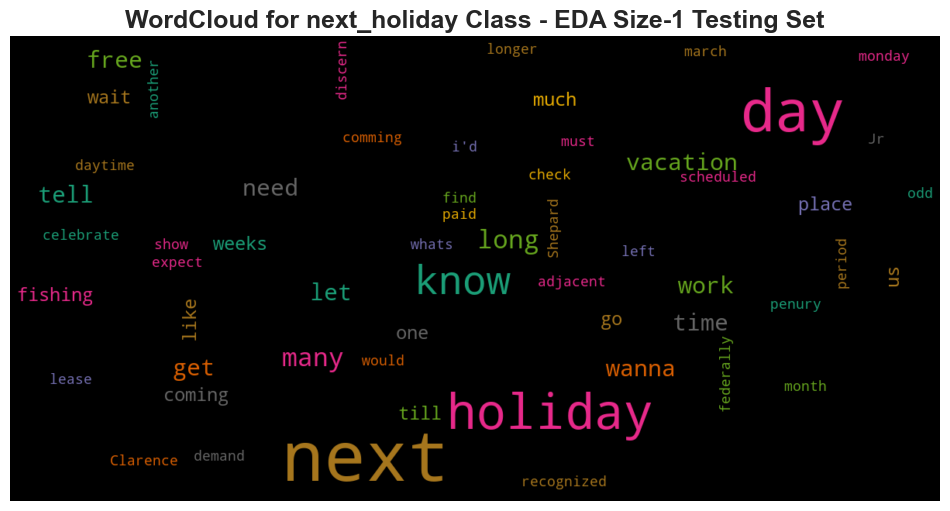 WordCloud for next_holiday Class - EDA Size-1 Testing Set
free
another
discern
longer
march
monday
wait
much
day
comming
i'd
must
Jr
daytime
vacation
tell
need
check
scheduled
find
paid
Shepard
place
odd
celebrate
show
expect
weeks
whats
long
left
period
us
fishing
let
know
adjacent
work
penury
like
one
go
time
many
would
get
wanna
federally
lease
coming
month
till
holiday
next
Clarence
demand
recognized